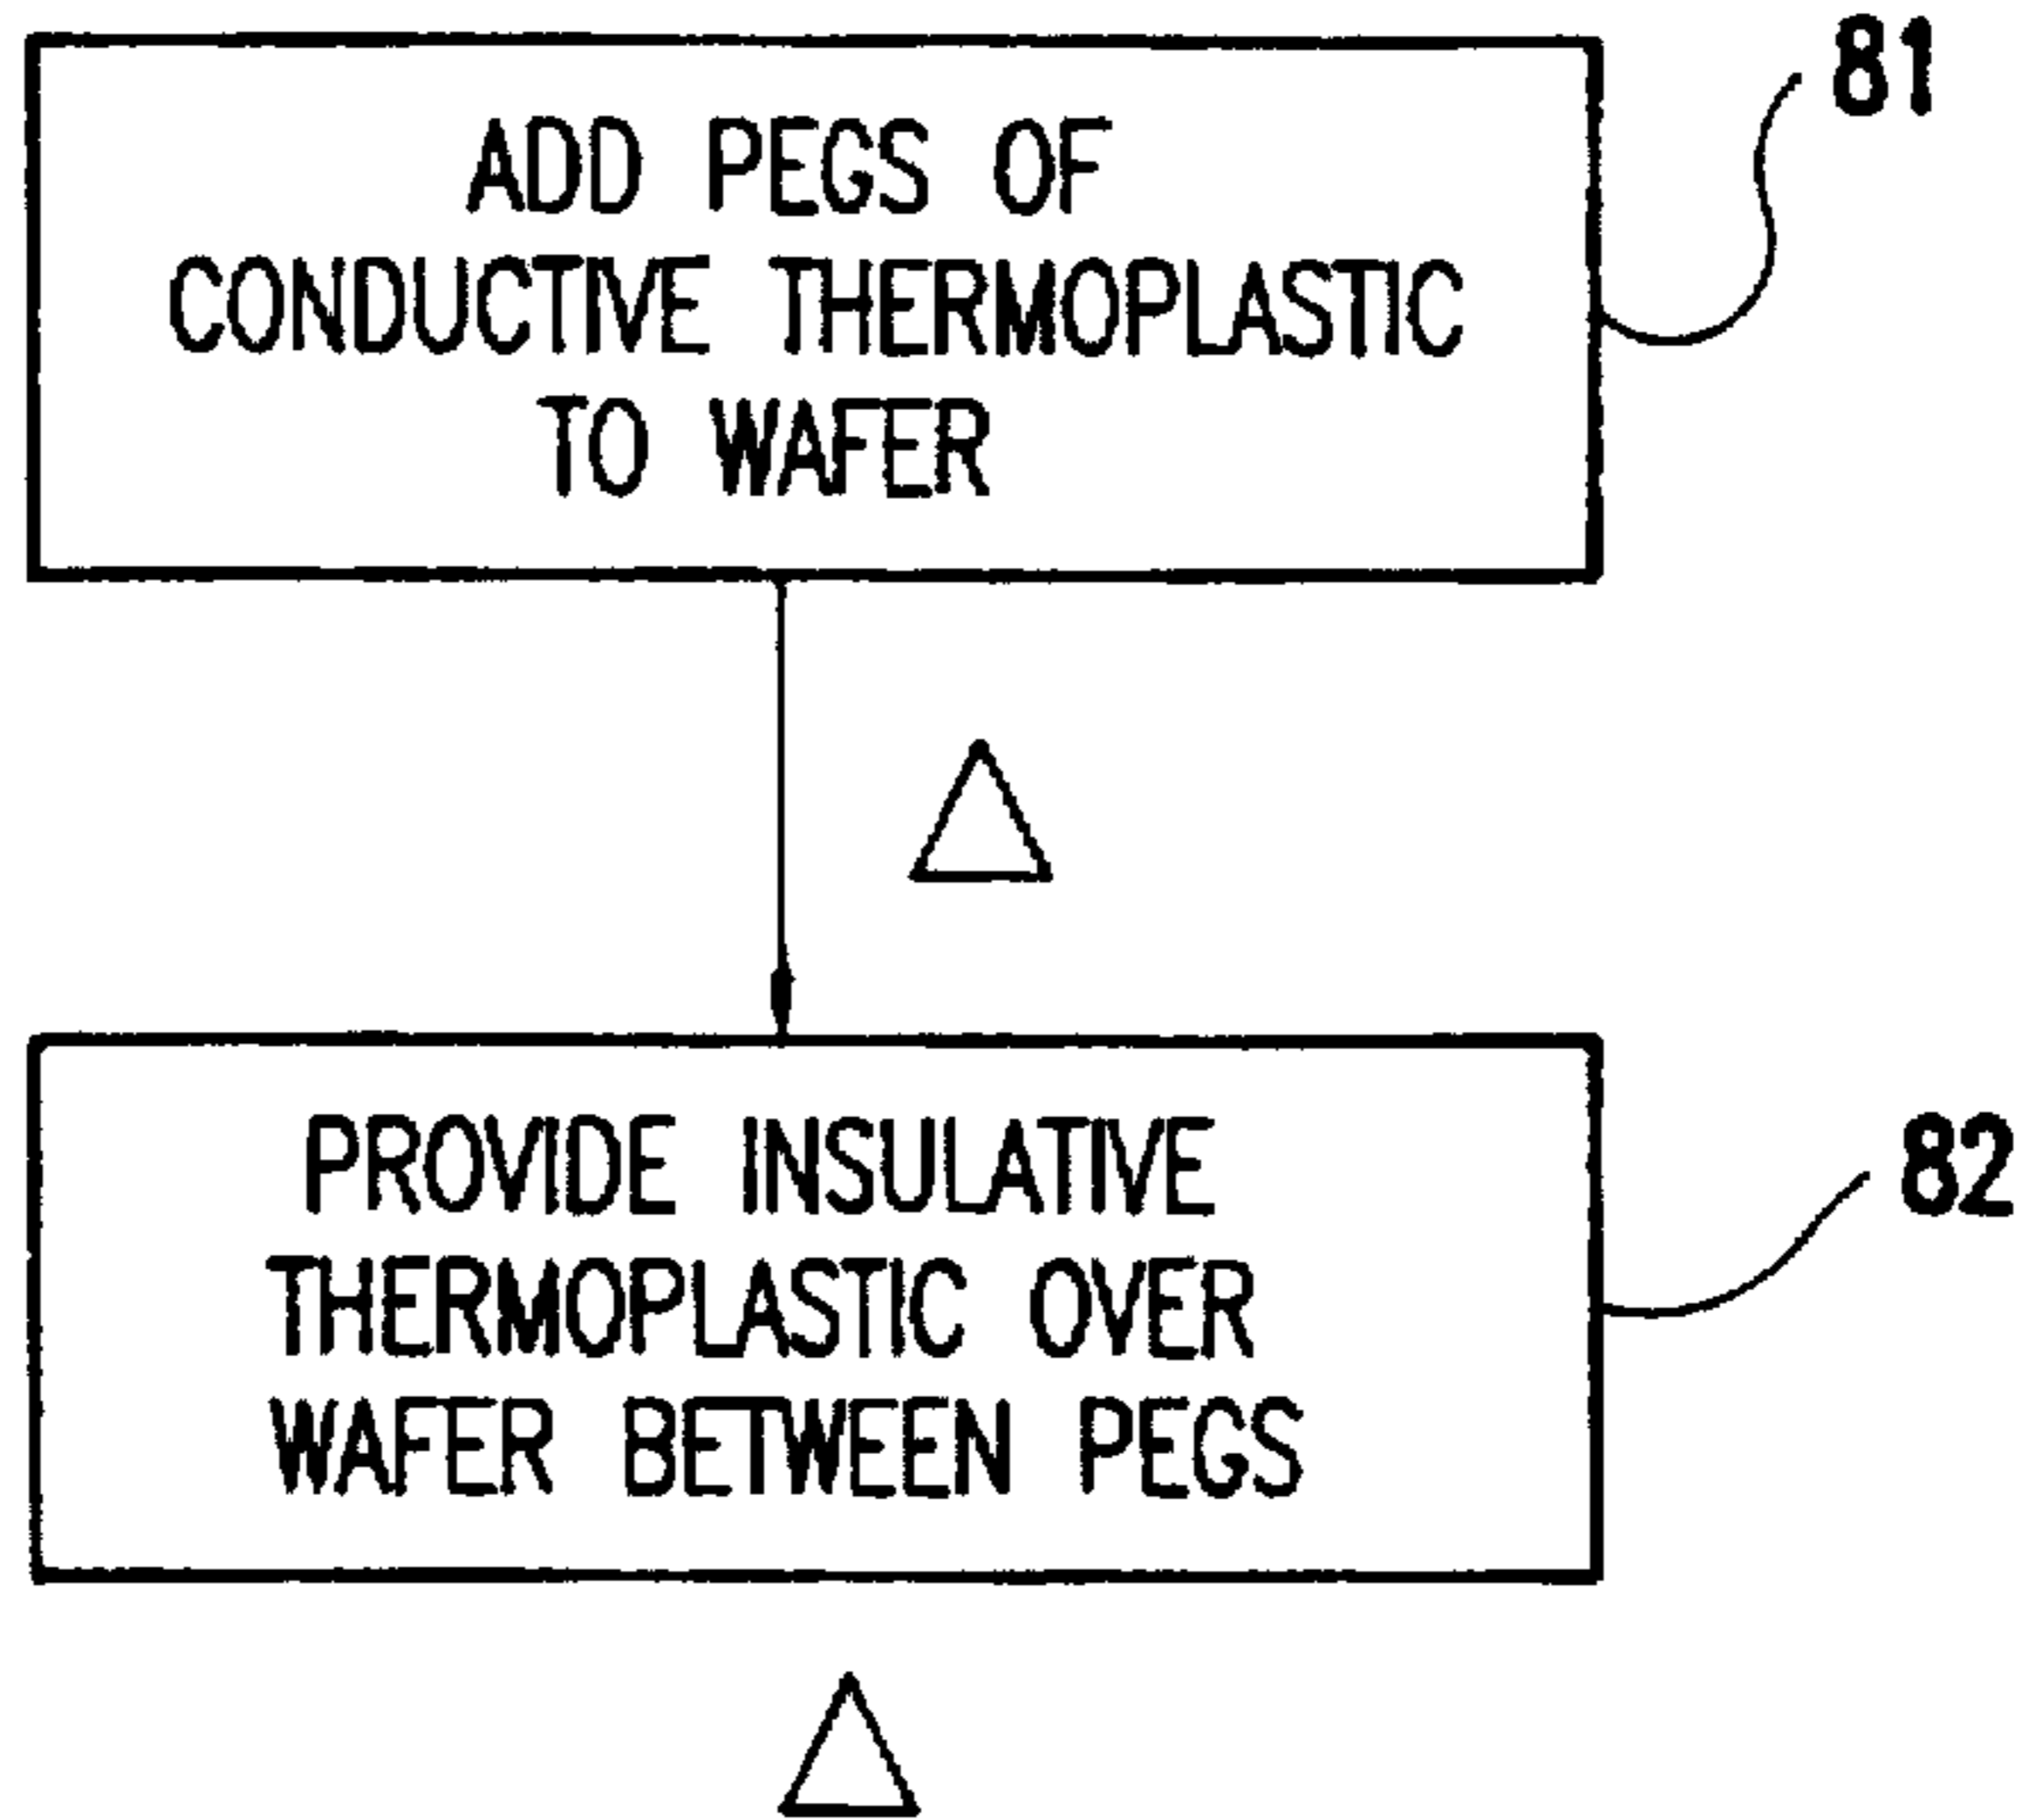 81
ADD PEGS OF
CONDUCTIVE THERMOPLASTIC
TO WAFER
Δ
PROVIDE INSULATIVE
THERMOPLASTIC OVER
WAFER BETWEEN PEGS
82
Δ